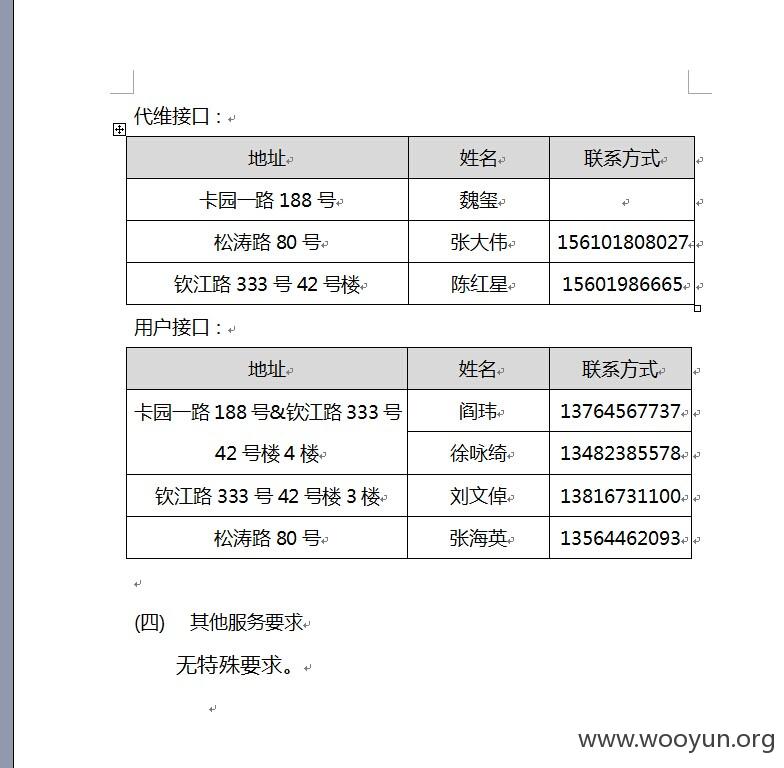 代维接口：
地址 姓名 联系方式
卡园一路 188 号 魏玺
松涛路 80 号 张大伟 156101808027
钦江路 333 号 42 号楼 陈红星 15601986665
用户接口：
地址 姓名 联系方式
卡园一路 188 号&钦江路 333 号 阎玮 13764567737
42 号楼 4 楼 徐咏绮 13482385578
钦江路 333 号 42 号楼 3 楼 刘文倬 13816731100
松涛路 80 号 张海英 13564462093
(四) 其他服务要求
无特殊要求。
www.wooyun.org